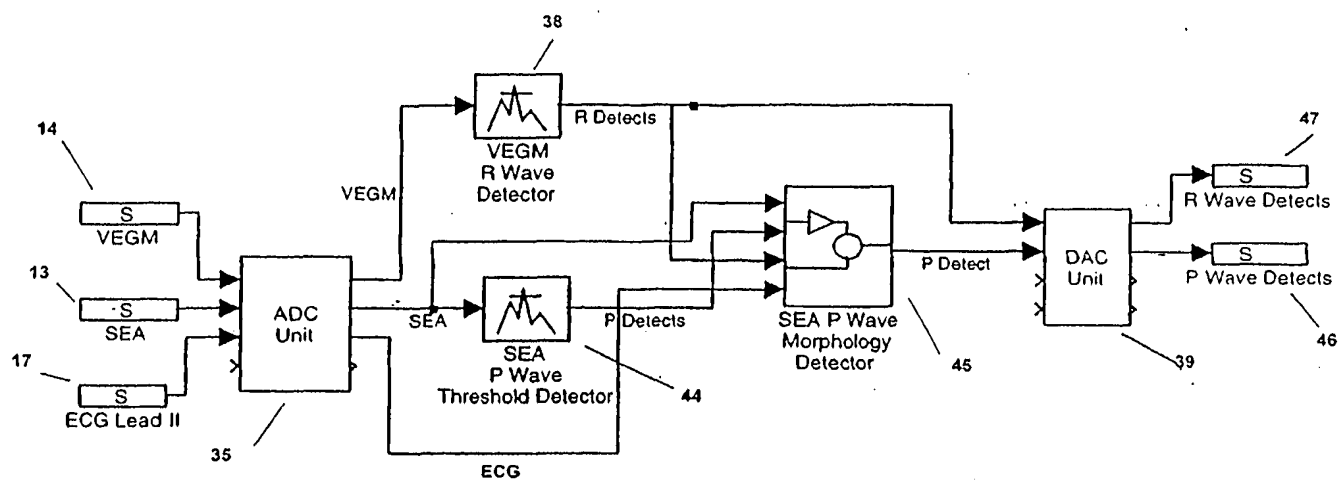 38
R Detects
VEGM
R Wave
Detector
14
S
VEGM
VEGM
47
S
R Wave Detects
13
S
SEA
ADC
Unit
SEA
P Detects
SEA
P Wave
Threshold Detector
44
SEA P Wave
Morphology
Detector
45
P Detect
DAC
Unit
39
S
P Wave Detects
46
17
S
ECG Lead II
35
ECG